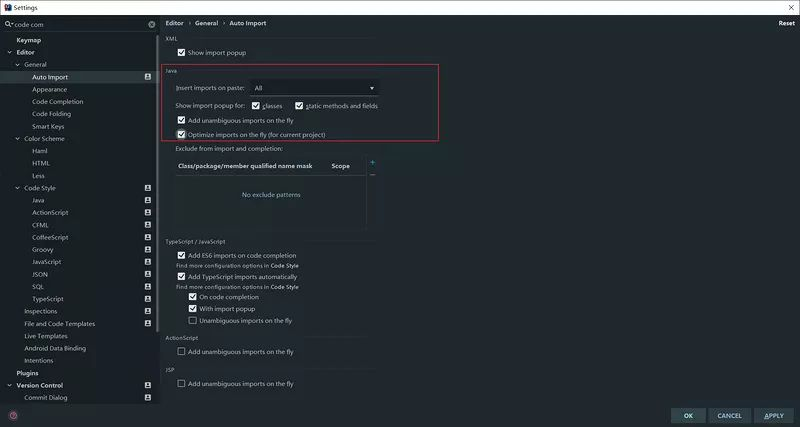 Settings
code com
Keymap
Editor
General
Auto Import
Appearance
Code Completion
Code Folding
Smart Keys
Color Scheme
Haml
HTML
Less
Code Style
Java
ActionScript
CFML
CoffeeScript
Groovy
JavaScript
JSON
SQL
TypeScript
Inspections
File and Code Templates
Live Templates
Android Data Binding
Intentions
Plugins
Version Control
Commit Dialog
Editor › General › Auto Import
Reset
XML
Show import popup
Java
Insert imports on paste: All
Show import popup for: classes static methods and fields
Add unambiguous imports on the fly
Optimize imports on the fly (for current project)
Exclude from import and completion:
Class/package/member qualified name mask Scope
No exclude patterns
TypeScript / JavaScript
Add ES6 imports on code completion
Find more configuration options in Code Style
Add TypeScript imports automatically
Find more configuration options in Code Style
On code completion
With import popup
Unambiguous imports on the fly
ActionScript
Add unambiguous imports on the fly
JSP
Add unambiguous imports on the fly
OK CANCEL APPLY